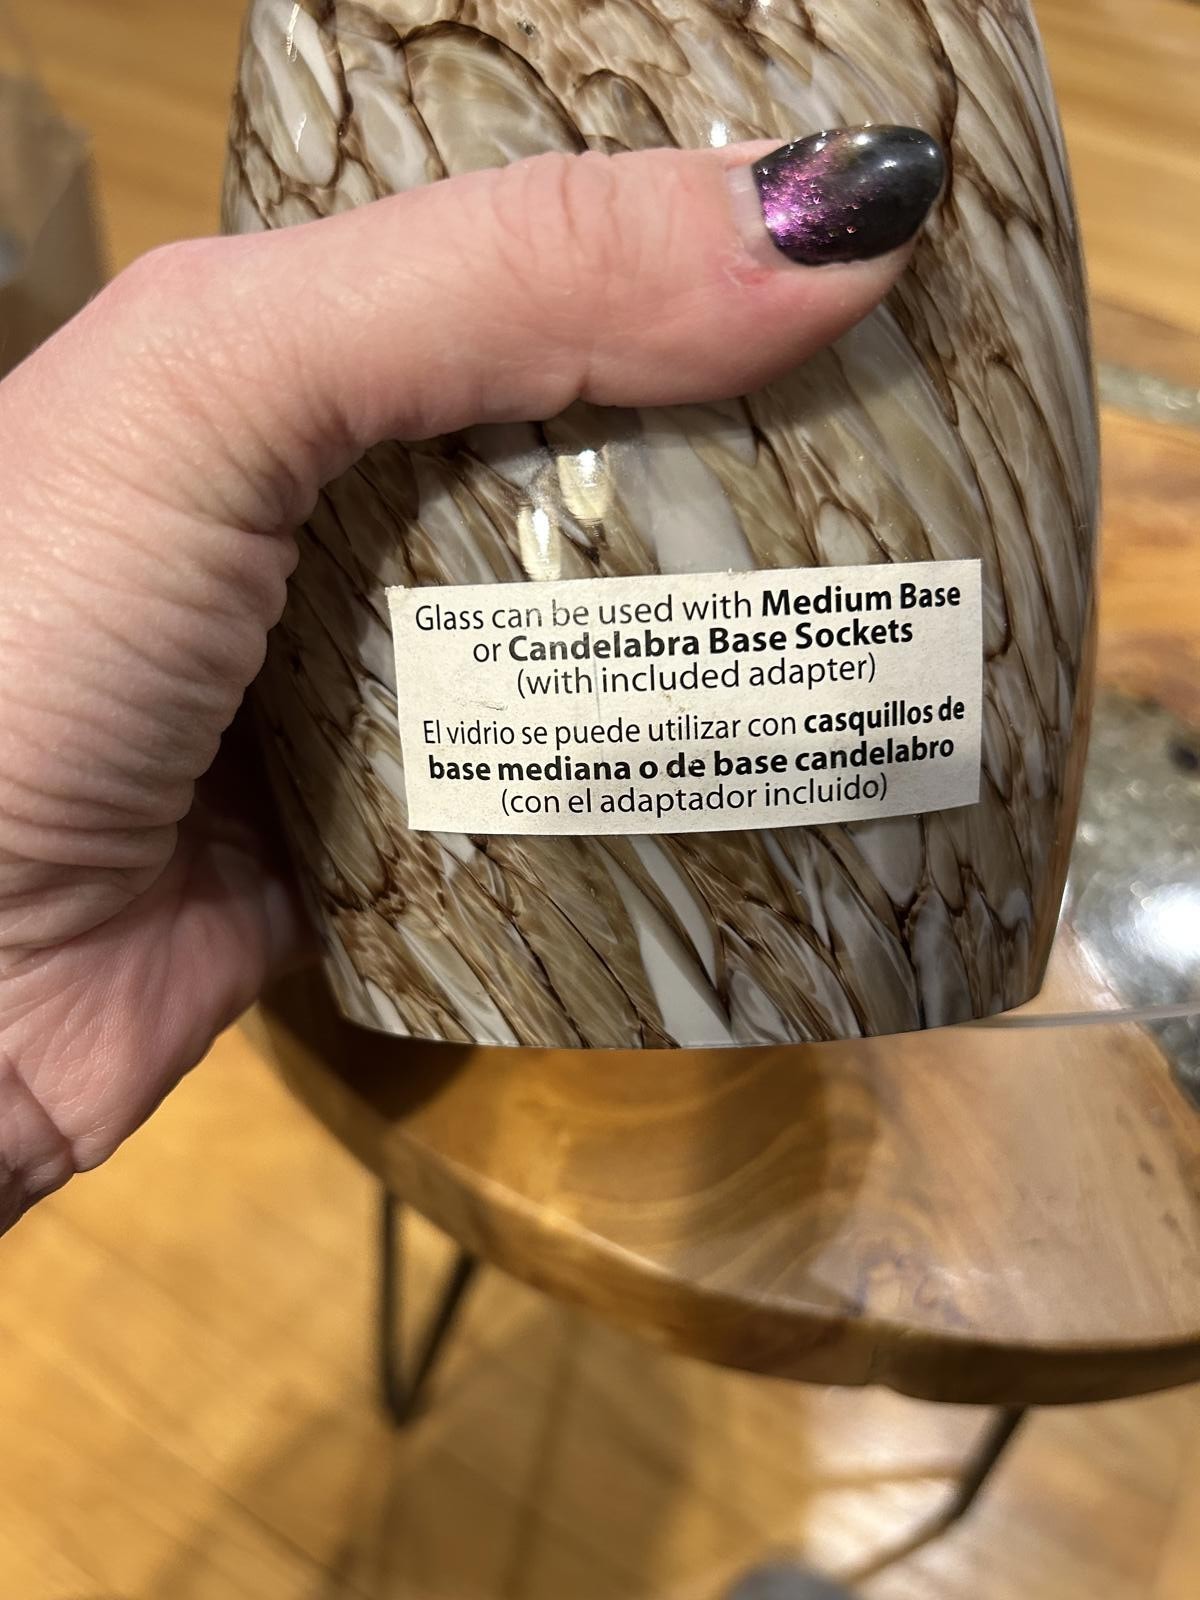 Glass can be used with Medium Base
or Candelabra Base Sockets
(with included adapter)
El vidrio se puede utilizar con casquillos de
base mediana o de base candelabro
(con el adaptador incluido)